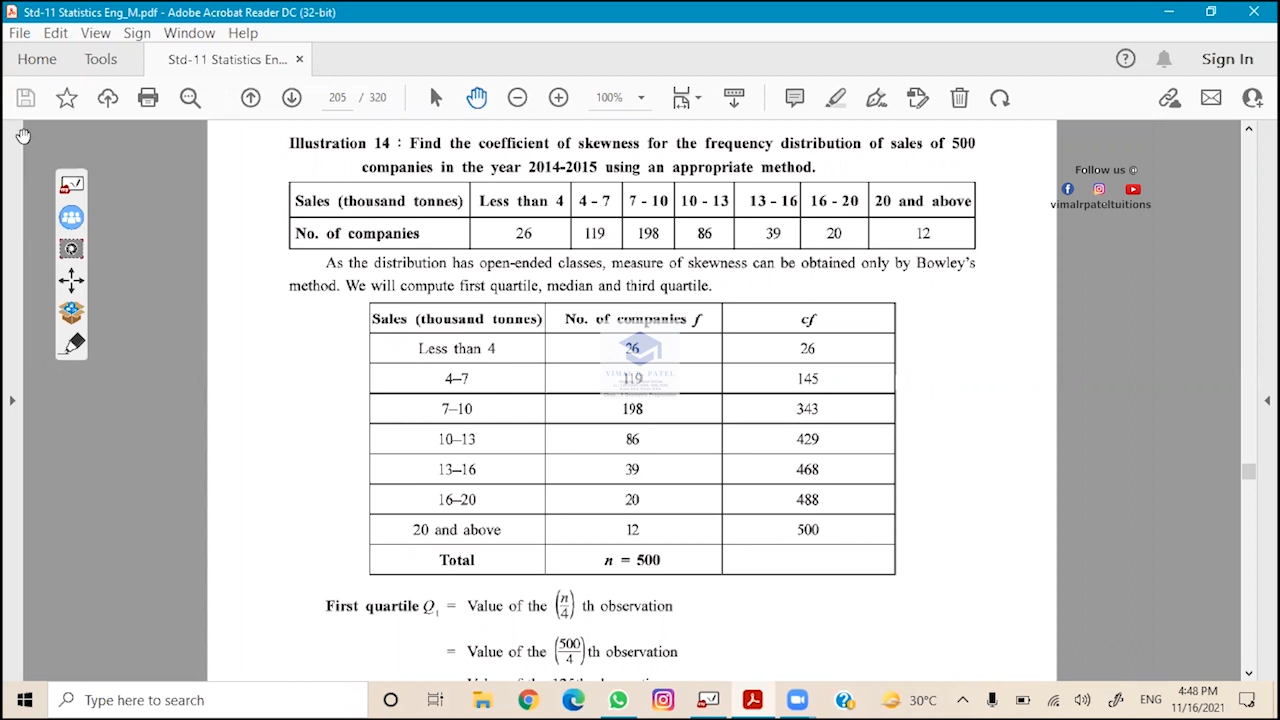 Std-11 Statistics Eng_M.pdf - Adobe Acrobat Reader DC (32-bit)
File Edit View Sign Window Help
Home Tools Std-11 Statistics En... × Sign In
205 / 320 100%
Illustration 14 : Find the coefficient of skewness for the frequency distribution of sales of 500
companies in the year 2014-2015 using an appropriate method.
Follow us @
vimalrpateltuitions
Sales (thousand tonnes) Less than 4 4 - 7 7 - 10 10 - 13 13 - 16 16 - 20 20 and above
No. of companies 26 119 198 86 39 20 12
As the distribution has open-ended classes, measure of skewness can be obtained only by Bowley's
method. We will compute first quartile, median and third quartile.
Sales (thousand tonnes) No. of companies f cf
Less than 4 26 26
4–7 119 145
VIMAL R PATEL
7–10 198 343
10–13 86 429
13–16 39 468
16–20 20 488
20 and above 12 500
Total n = 500
First quartile Q₁ = Value of the (n/4) th observation
= Value of the (500/4) th observation
Type here to search 30°C ENG 4:48 PM
11/16/2021